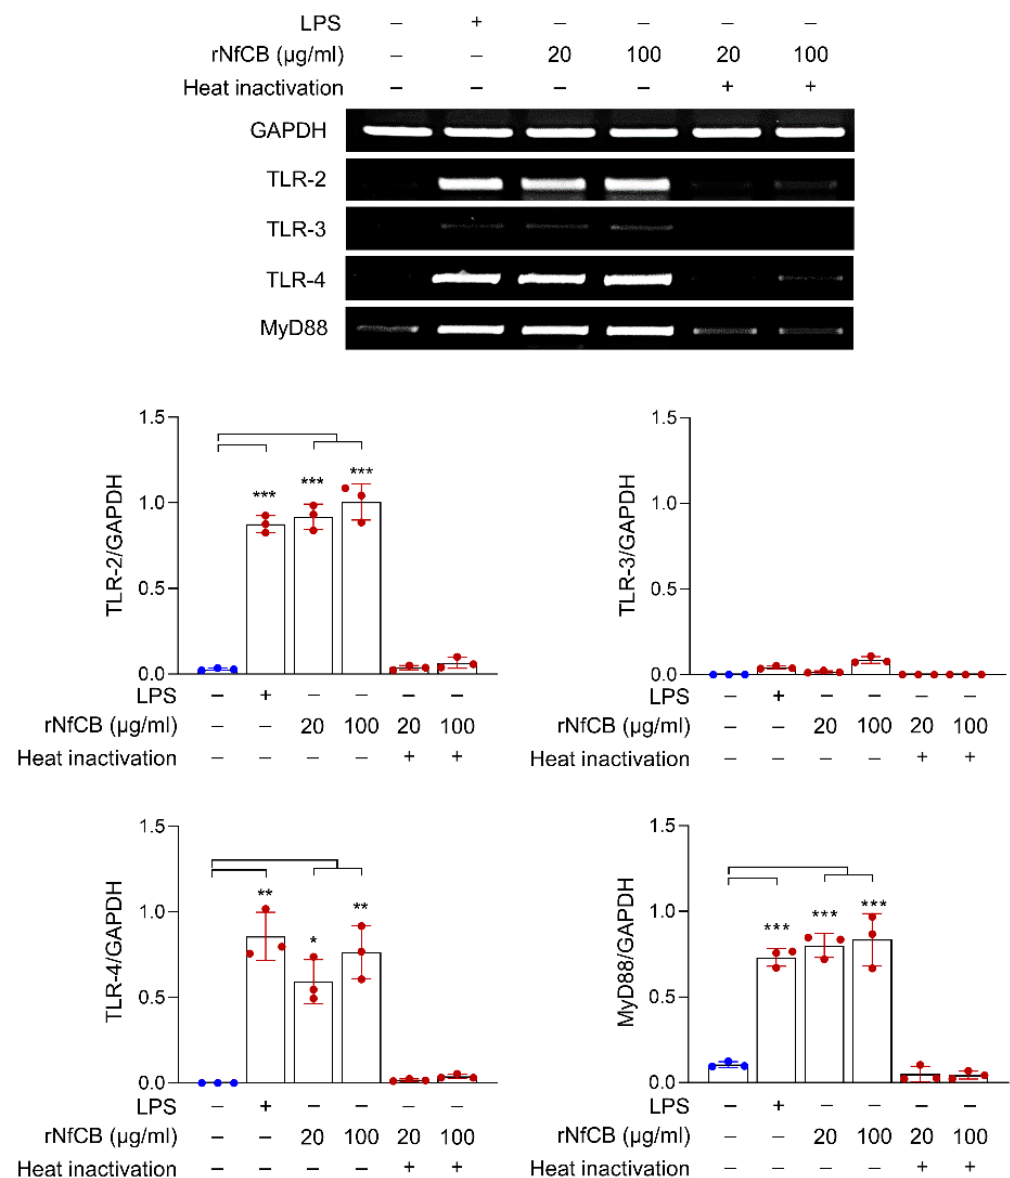 LPS – + – – – –
rNfCB (µg/ml) – – 20 100 20 100
Heat inactivation – – – – + +
GAPDH
TLR-2
TLR-3
TLR-4
MyD88
TLR-2/GAPDH
1.5
1.0
0.5
0.0
*** *** ***
LPS – + – – – –
rNfCB (µg/ml) – – 20 100 20 100
Heat inactivation – – – – + +
TLR-3/GAPDH
1.5
1.0
0.5
0.0
LPS – + – – – –
rNfCB (µg/ml) – – 20 100 20 100
Heat inactivation – – – – + +
TLR-4/GAPDH
1.5
1.0
0.5
0.0
** * **
LPS – + – – – –
rNfCB (µg/ml) – – 20 100 20 100
Heat inactivation – – – – + +
MyD88/GAPDH
1.5
1.0
0.5
0.0
*** *** ***
LPS – + – – – –
rNfCB (µg/ml) – – 20 100 20 100
Heat inactivation – – – – + +